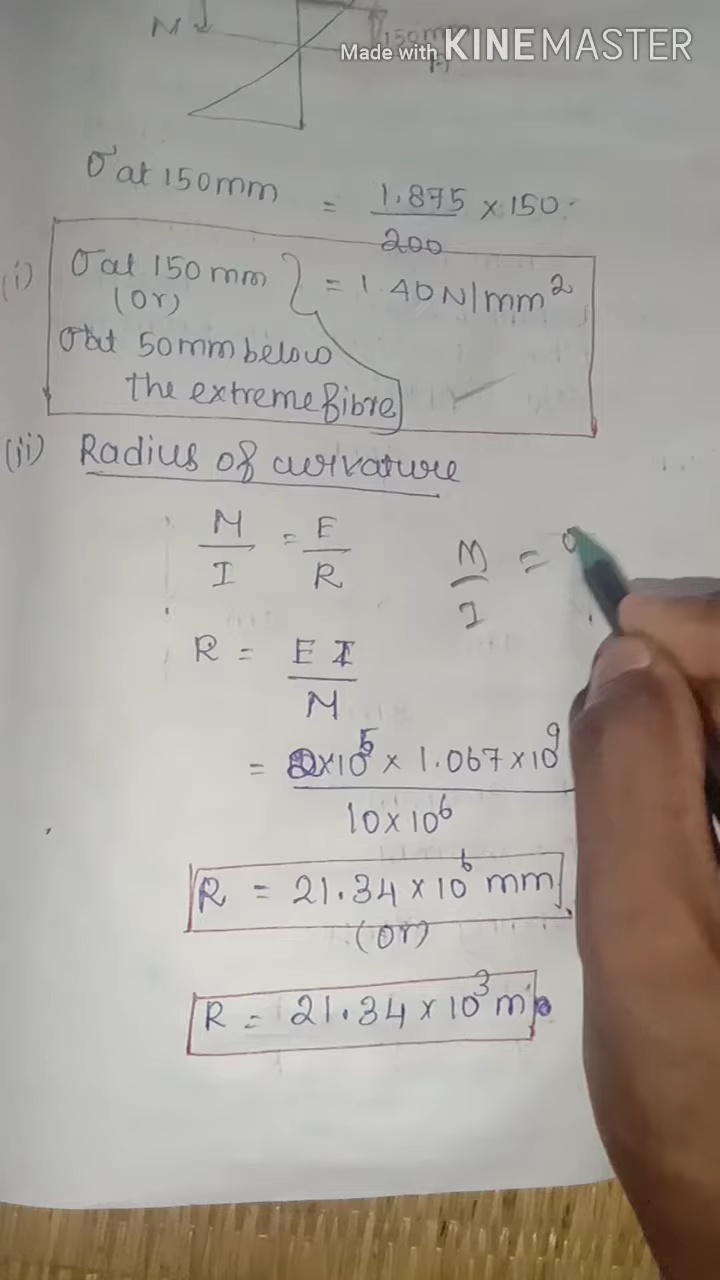 N
150mm
Made with KINEMASTER
σ at 150mm = 1.875 × 150
200
(i) σ at 150mm } = 1.40 N/mm²
(or)
σ at 50mm below
the extreme fibre
(ii) Radius of curvature
M/I = E/R
M/I =
R = EI/M
= 2×10⁵ × 1.067×10⁹
10×10⁶
R = 21.34 × 10⁶ mm
(or)
R = 21.34 × 10³ m